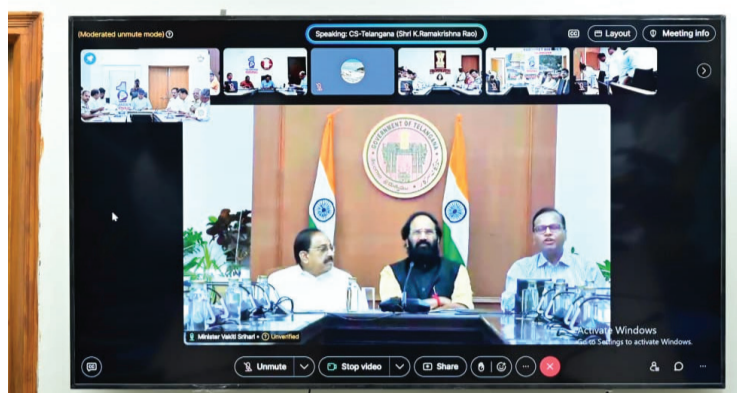 (Moderated unmute mode)
Speaking: CS-Telangana (Shri K.Ramakrishna Rao)
CC
Layout
Meeting info
GOVERNMENT OF TELANGANA
Minister Vakiti Srihari • Unverified
Activate Windows
Go to Settings to activate Windows.
Unmute
Stop video
Share